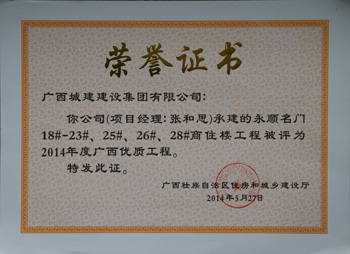 荣誉证书
广西城建建设集团有限公司:
你公司(项目经理:张和思)承建的永顺名门
18#-23#、25#、26#、28#商住楼工程被评为
2014年度广西优质工程。
特发此证。
广西壮族自治区住房和城乡建设厅
2014年5月27日